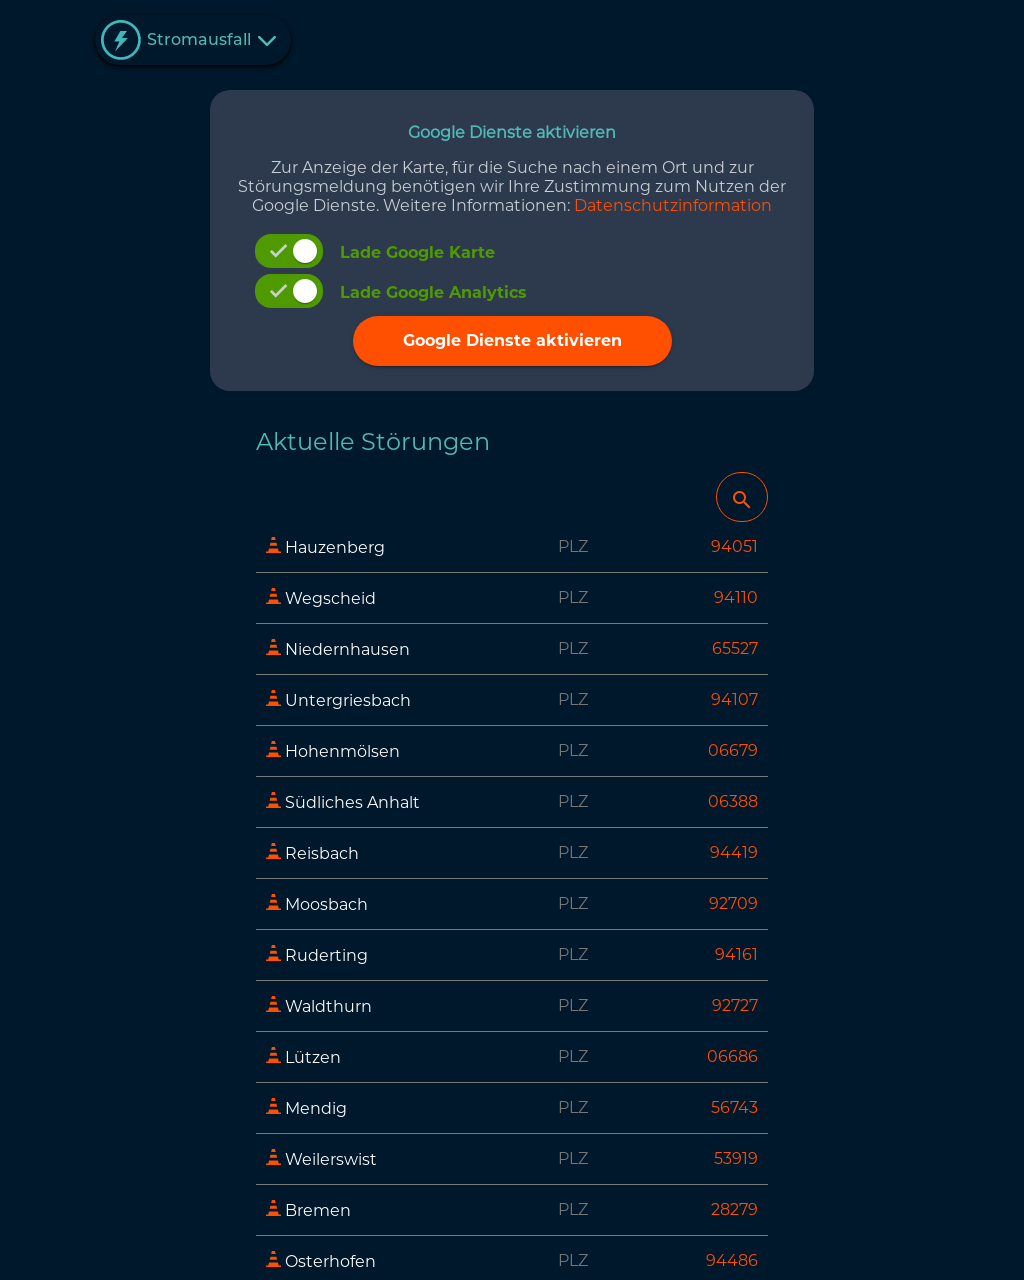 Stromausfall
Google Dienste aktivieren
Zur Anzeige der Karte, für die Suche nach einem Ort und zur
Störungsmeldung benötigen wir Ihre Zustimmung zum Nutzen der
Google Dienste. Weitere Informationen: Datenschutzinformation
Lade Google Karte
Lade Google Analytics
Google Dienste aktivieren
Aktuelle Störungen
Hauzenberg PLZ 94051
Wegscheid PLZ 94110
Niedernhausen PLZ 65527
Untergriesbach PLZ 94107
Hohenmölsen PLZ 06679
Südliches Anhalt PLZ 06388
Reisbach PLZ 94419
Moosbach PLZ 92709
Ruderting PLZ 94161
Waldthurn PLZ 92727
Lützen PLZ 06686
Mendig PLZ 56743
Weilerswist PLZ 53919
Bremen PLZ 28279
Osterhofen PLZ 94486